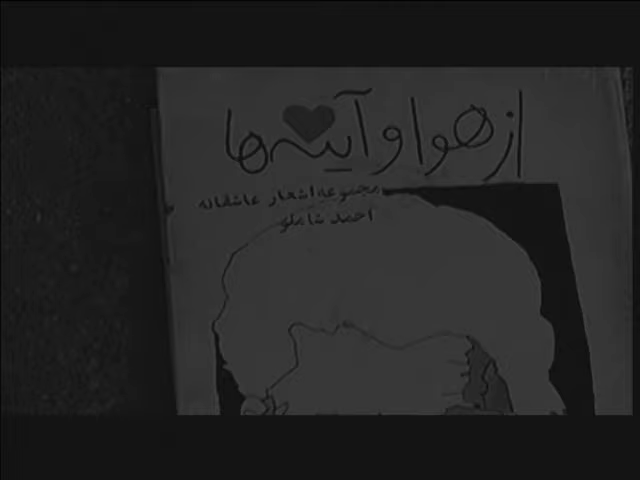 از هوا و آینه‌ها
مجموعه اشعار عاشقانه
احمد شاملو